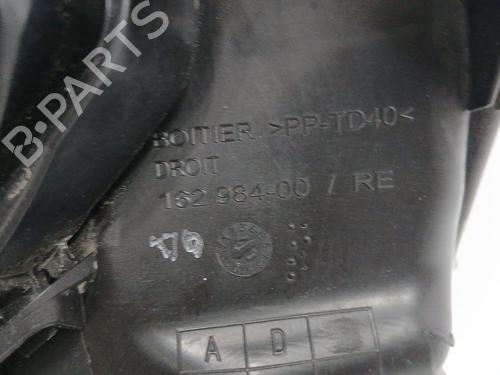 B-PARTS
BOITIER. >PP-TD40<
DROIT
162 984-00 / RE
A D